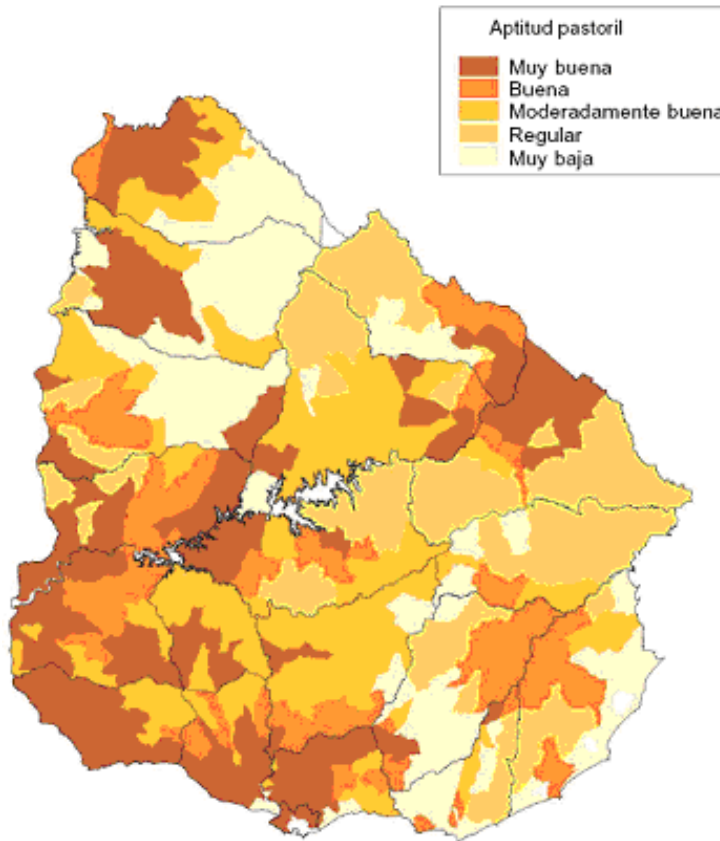 Aptitud pastoril
Muy buena
Buena
Moderadamente buena
Regular
Muy baja